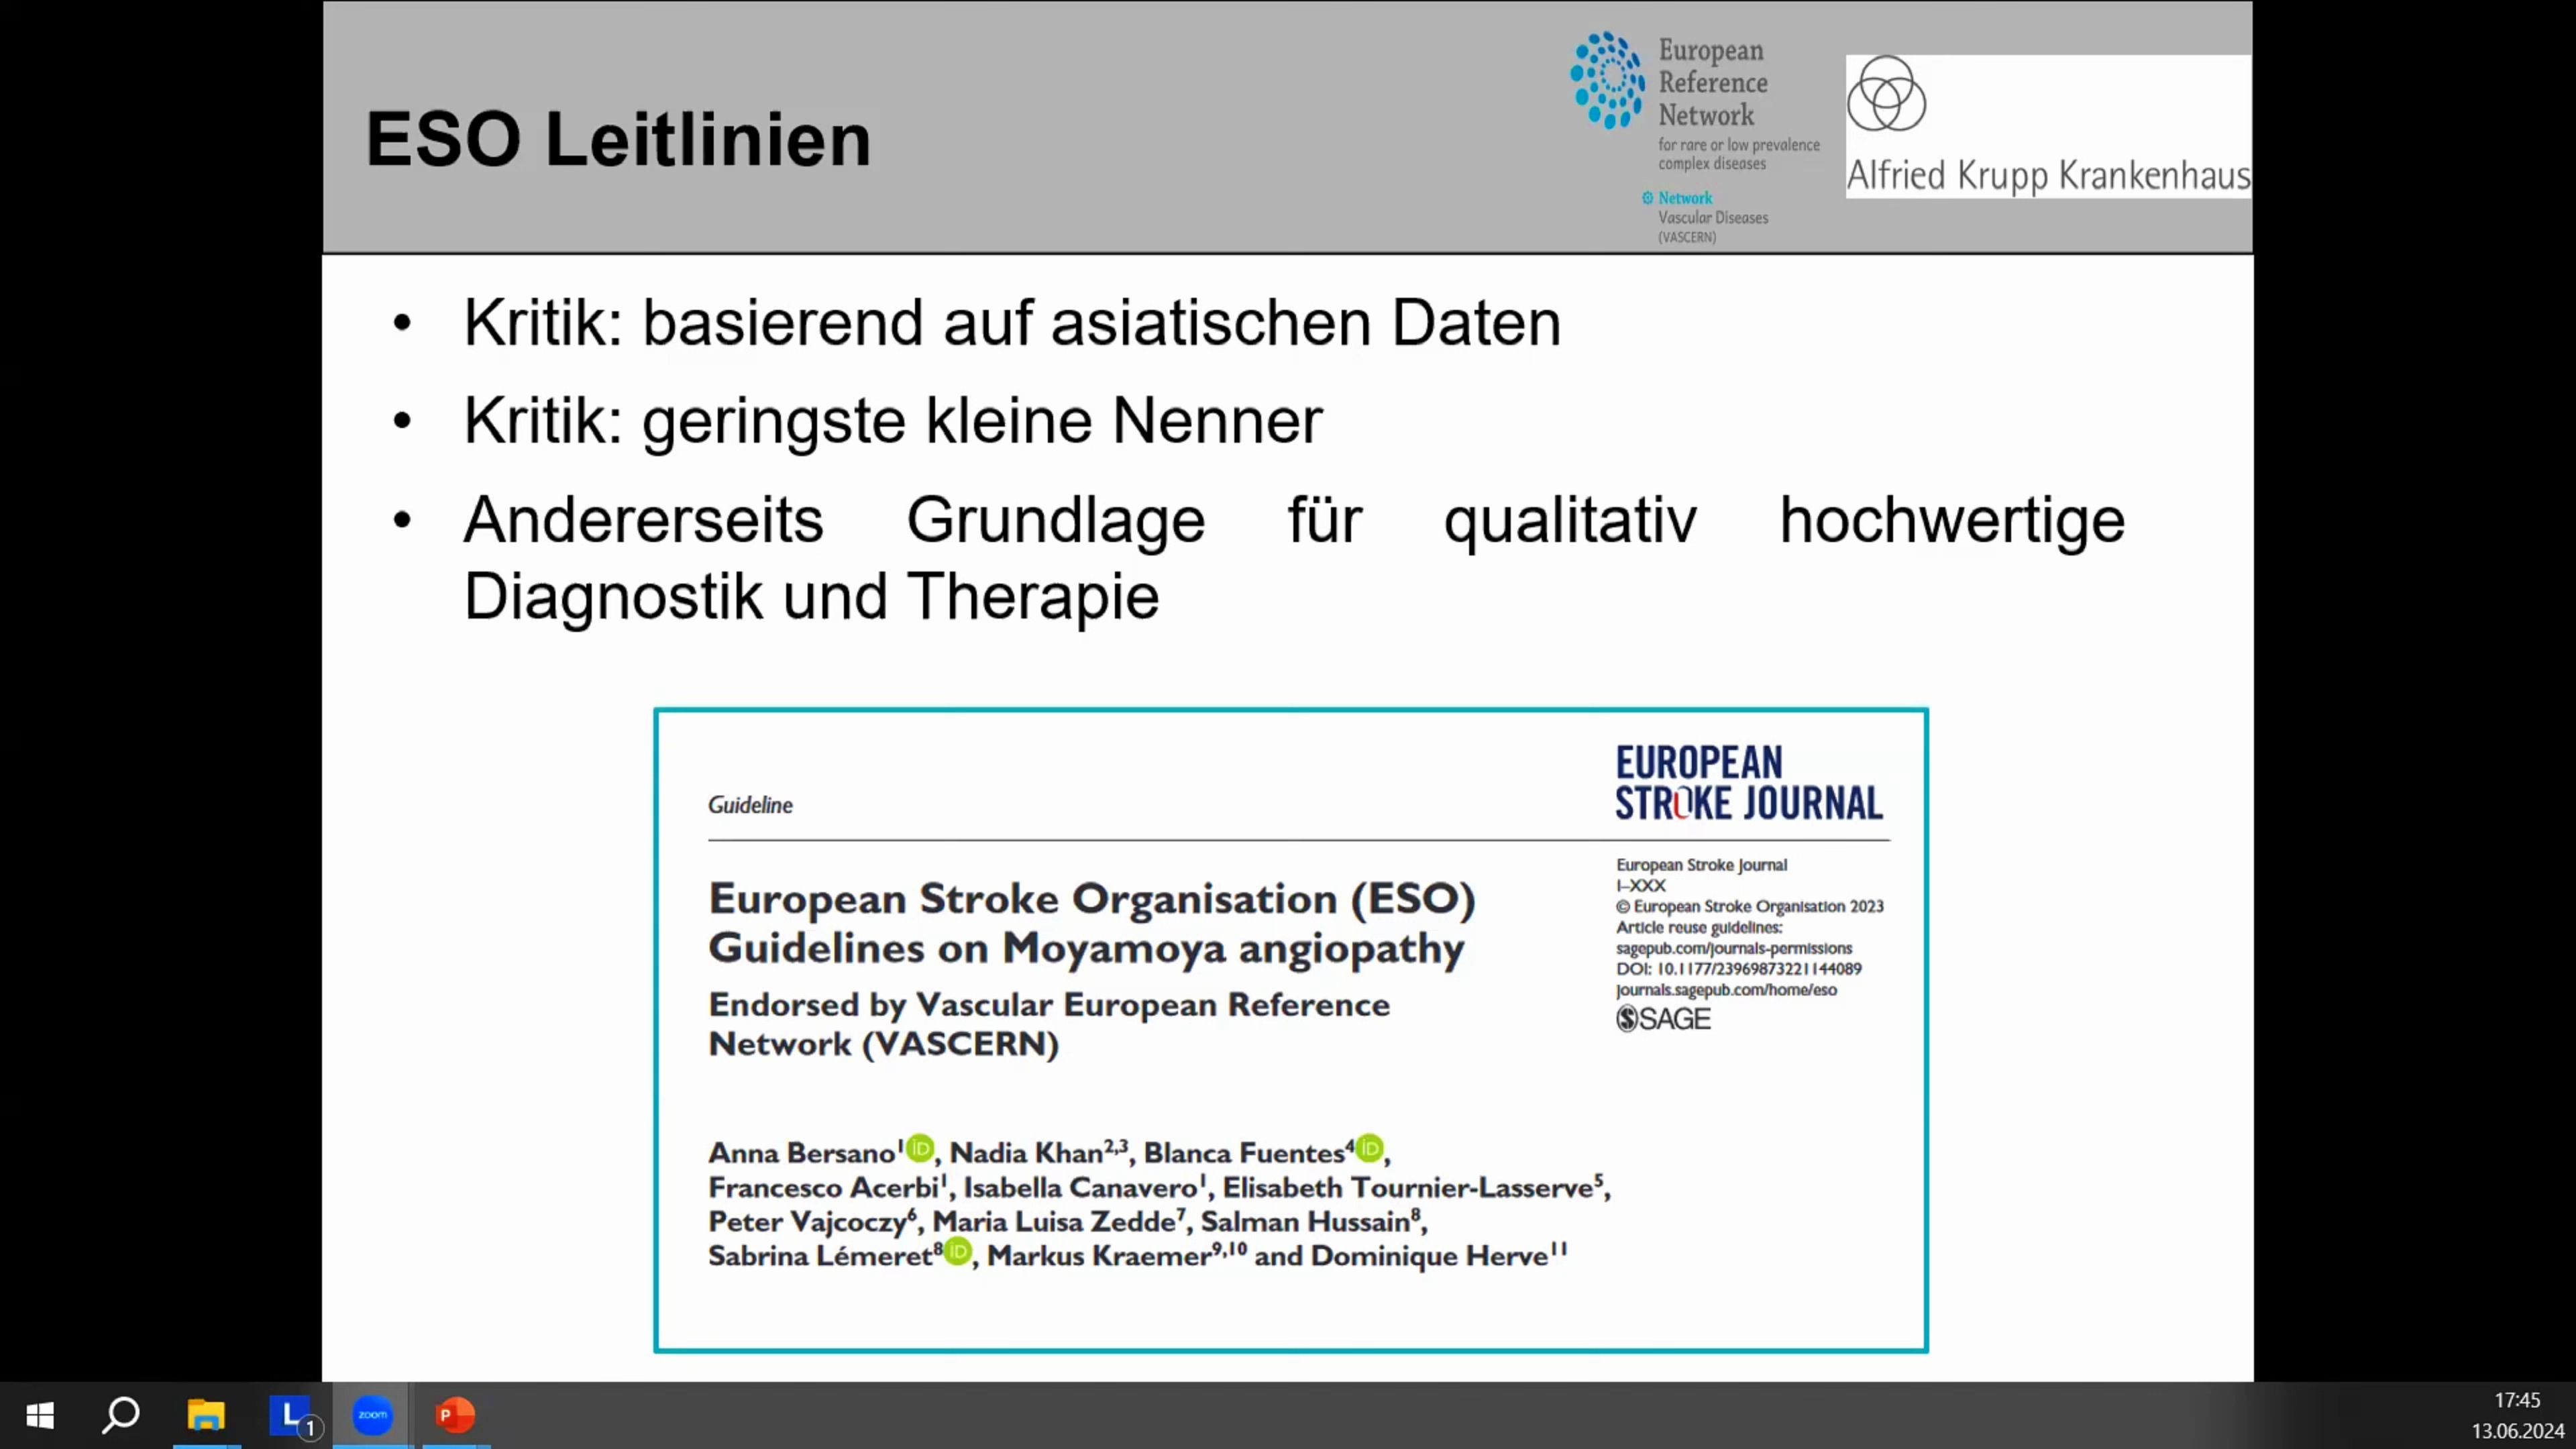 ESO Leitlinien
European
Reference
Network
for rare or low prevalence
complex diseases
Network
Vascular Diseases
(VASCERN)
Alfried Krupp Krankenhaus
• Kritik: basierend auf asiatischen Daten
• Kritik: geringste kleine Nenner
• Andererseits Grundlage für qualitativ hochwertige
Diagnostik und Therapie
Guideline
EUROPEAN
STROKE JOURNAL
European Stroke Organisation (ESO)
Guidelines on Moyamoya angiopathy
Endorsed by Vascular European Reference
Network (VASCERN)
European Stroke Journal
1–XXX
© European Stroke Organisation 2023
Article reuse guidelines:
sagepub.com/journals-permissions
DOI: 10.1177/23969873221144089
journals.sagepub.com/home/eso
SAGE
Anna Bersano1 iD, Nadia Khan2,3, Blanca Fuentes4 iD,
Francesco Acerbi1, Isabella Canavero1, Elisabeth Tournier-Lasserve5,
Peter Vajcoczy6, Maria Luisa Zedde7, Salman Hussain8,
Sabrina Lémeret8 iD, Markus Kraemer9,10 and Dominique Herve11
L 1
zoom
P
17:45
13.06.2024